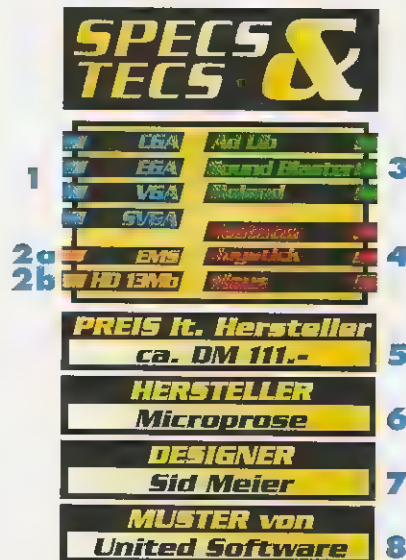 SPECS &
TECS
1
CGA
EGA
VGA
SVGA
2a EMS
2b HD 13Mb
Ad Lib
Sound Blaster
Roland
3
Joystick 4
Maus
PREIS lt. Hersteller
ca. DM 111.- 5
HERSTELLER
Microprose 6
DESIGNER
Sid Meier 7
MUSTER von
United Software 8